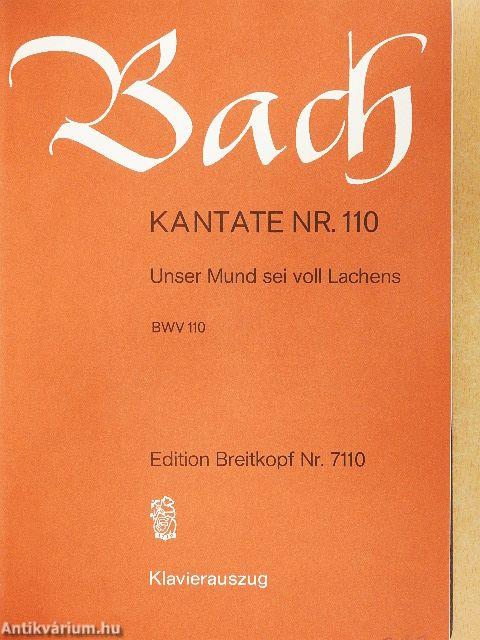 Bach
KANTATE NR. 110
Unser Mund sei voll Lachens
BWV 110
Edition Breitkopf Nr. 7110
Klavierauszug
Antikvárium.hu